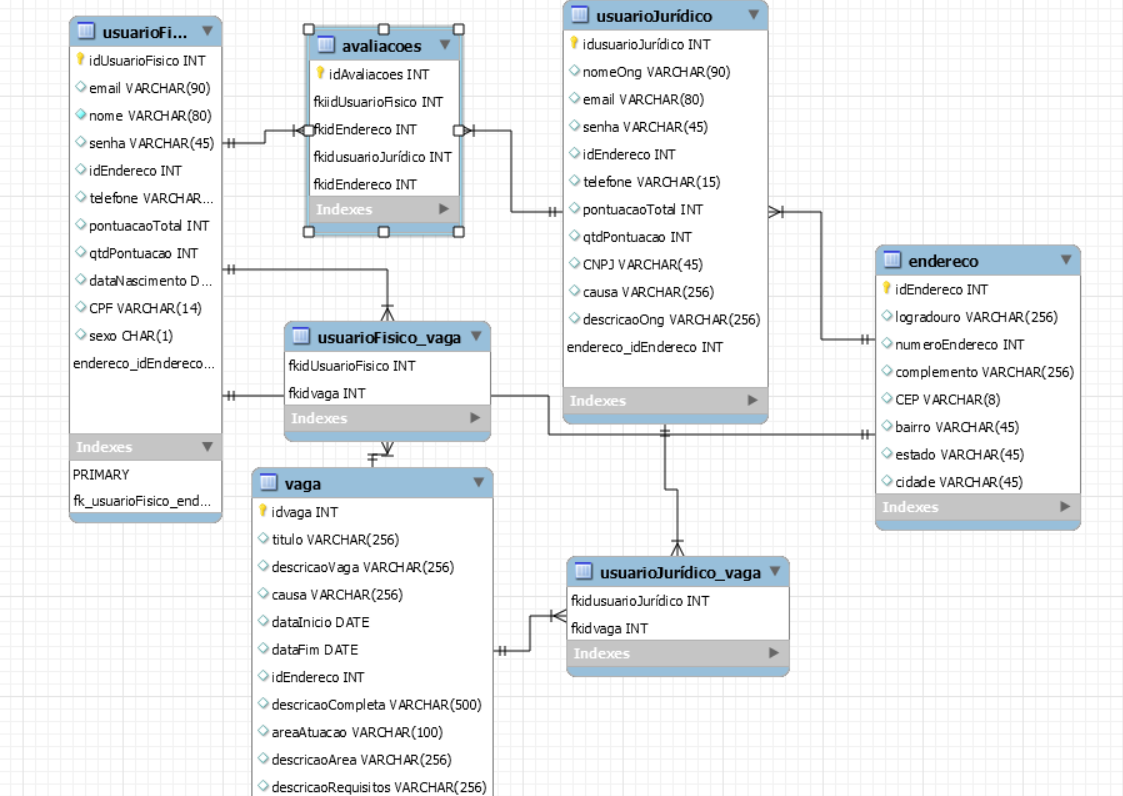 usuarioFi...
idUsuarioFisico INT
email VARCHAR(90)
nome VARCHAR(80)
senha VARCHAR(45)
idEndereco INT
telefone VARCHAR...
pontuacaoTotal INT
qtdPontuacao INT
dataNascimento D...
CPF VARCHAR(14)
sexo CHAR(1)
endereco_idEndereco...
Indexes
PRIMARY
fk_usuarioFisico_end...
avaliacoes
idAvaliacoes INT
fkiidUsuarioFisico INT
fkidEndereco INT
fkidusuarioJurídico INT
fkidEndereco INT
Indexes
usuarioJurídico
idusuarioJurídico INT
nomeOng VARCHAR(90)
email VARCHAR(80)
senha VARCHAR(45)
idEndereco INT
telefone VARCHAR(15)
pontuacaoTotal INT
qtdPontuacao INT
CNPJ VARCHAR(45)
causa VARCHAR(256)
descricaoOng VARCHAR(256)
endereco_idEndereco INT
Indexes
endereco
idEndereco INT
logradouro VARCHAR(256)
numeroEndereco INT
complemento VARCHAR(256)
CEP VARCHAR(8)
bairro VARCHAR(45)
estado VARCHAR(45)
cidade VARCHAR(45)
Indexes
usuarioFisico_vaga
fkidUsuarioFisico INT
fkidvaga INT
Indexes
vaga
idvaga INT
titulo VARCHAR(256)
descricaoVaga VARCHAR(256)
causa VARCHAR(256)
dataInicio DATE
dataFim DATE
idEndereco INT
descricaoCompleta VARCHAR(500)
areaAtuacao VARCHAR(100)
descricaoArea VARCHAR(256)
descricaoRequisitos VARCHAR(256)
usuarioJurídico_vaga
fkidusuarioJurídico INT
fkidvaga INT
Indexes